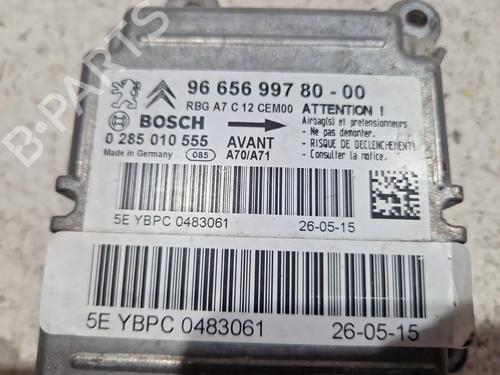 96 656 997 80 - 00
RBG A7 C 12 CEM00 ATTENTION !
BOSCH
Airbag(s) et pretensionneurs
- Ne pas demonter.
0 285 010 555 AVANT
- RISQUE DE DECLENCHEMENT!
Made in Germany 085 A70/A71
- Consulter la notice.
5E YBPC 0483061 26-05-15
5E YBPC 0483061 26-05-15
B-Parts